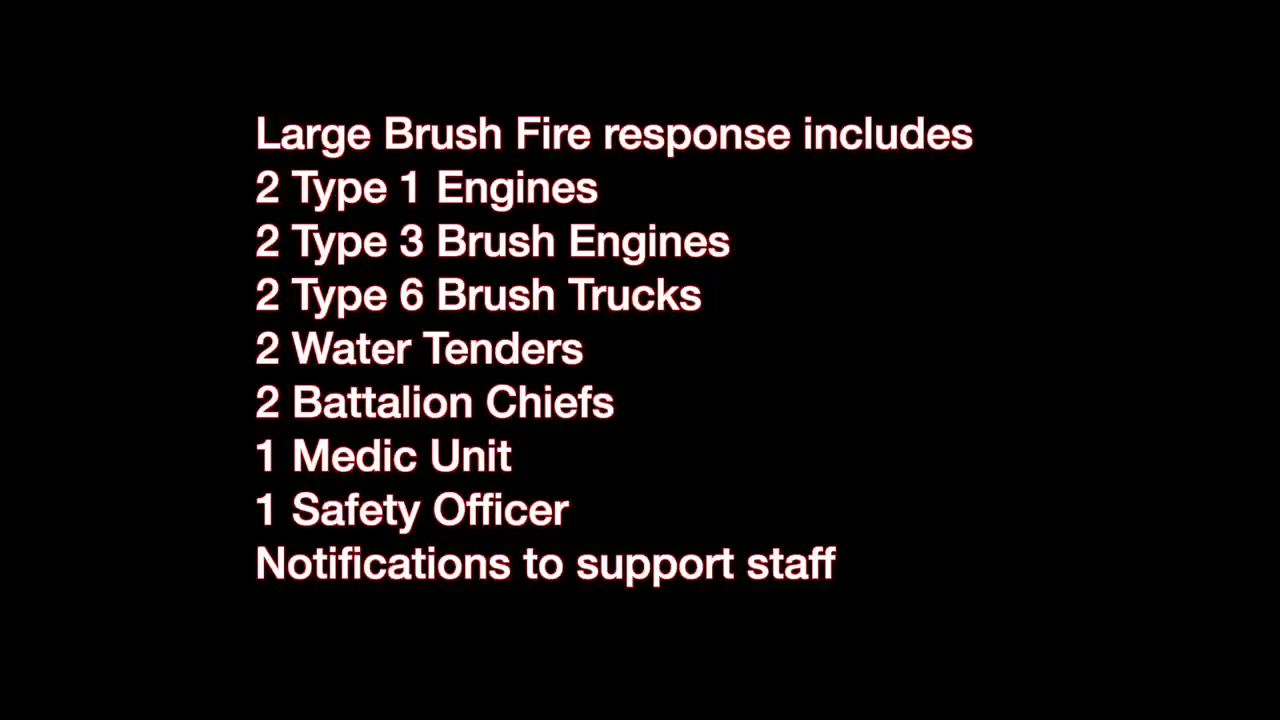 Large Brush Fire response includes
2 Type 1 Engines
2 Type 3 Brush Engines
2 Type 6 Brush Trucks
2 Water Tenders
2 Battalion Chiefs
1 Medic Unit
1 Safety Officer
Notifications to support staff